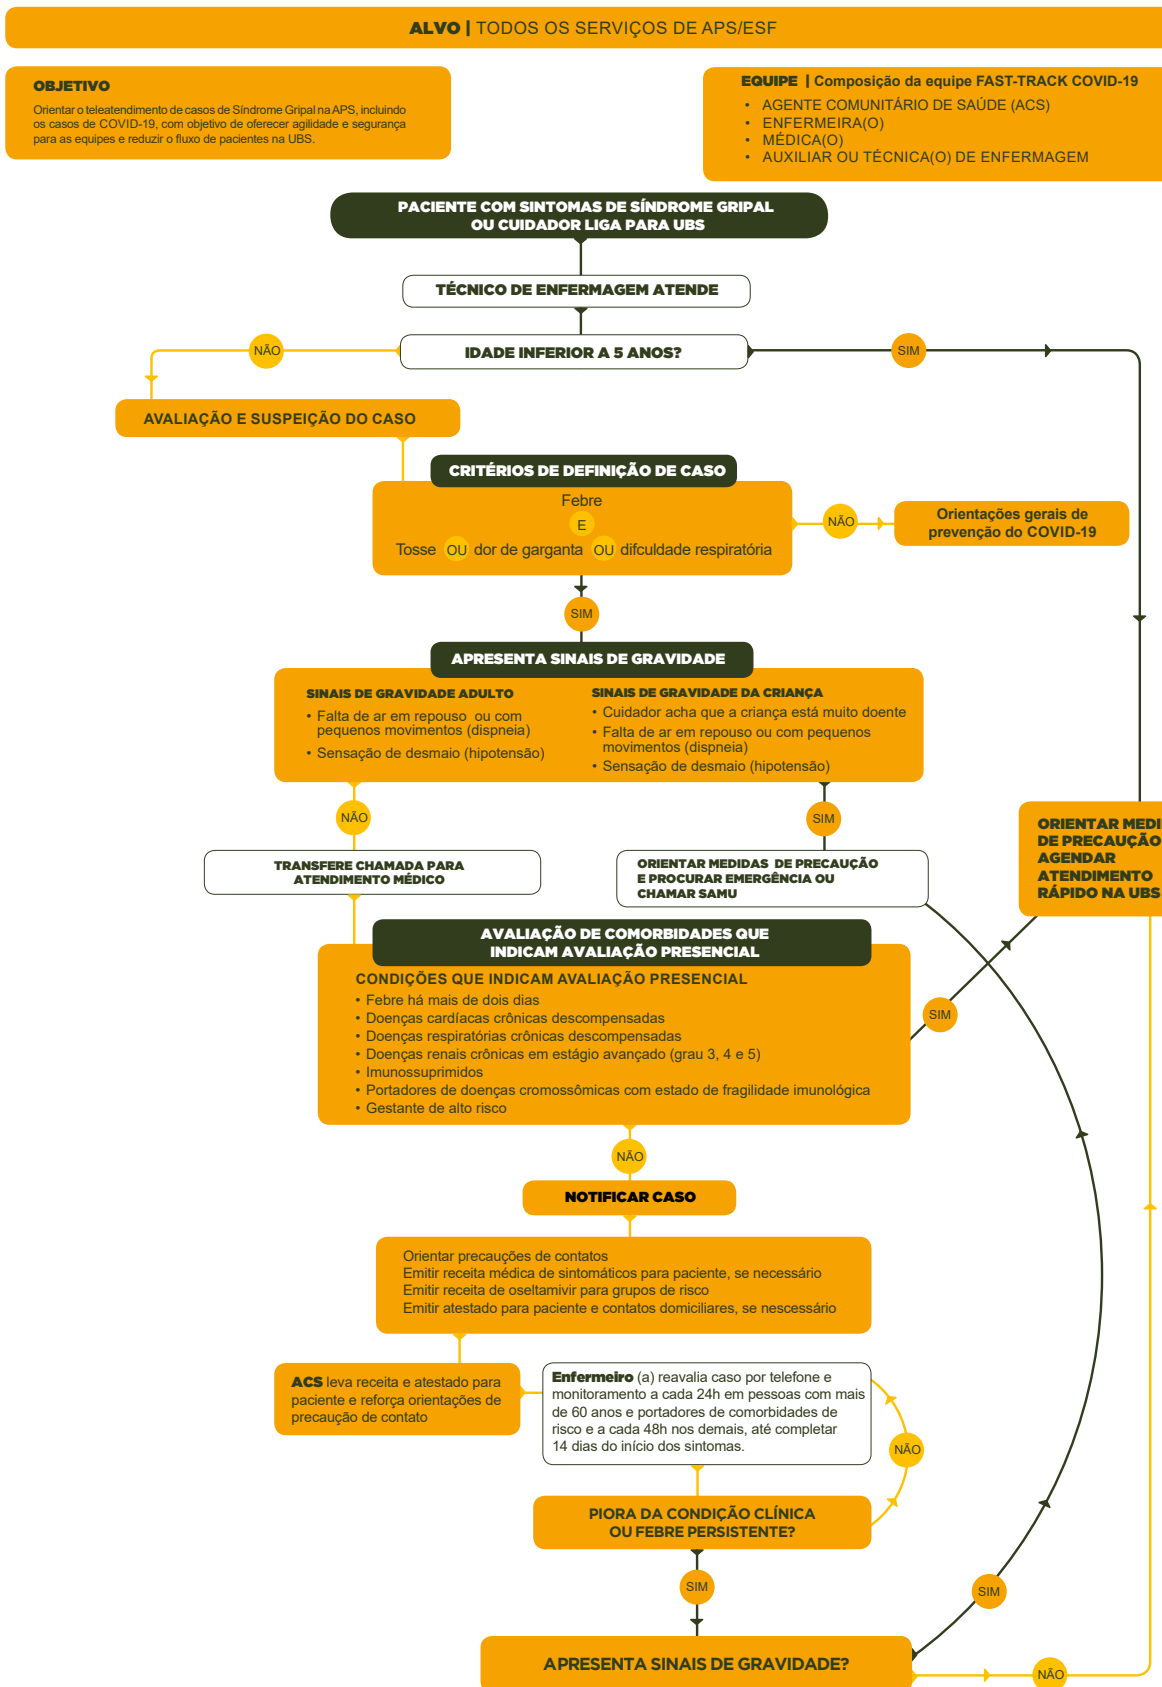 ALVO | TODOS OS SERVIÇOS DE APS/ESF
OBJETIVO
Orientar o teleatendimento de casos de Síndrome Gripal na APS, incluindo
os casos de COVID-19, com objetivo de oferecer agilidade e segurança
para as equipes e reduzir o fluxo de pacientes na UBS.
EQUIPE | Composição da equipe FAST-TRACK COVID-19
• AGENTE COMUNITÁRIO DE SAÚDE (ACS)
• ENFERMEIRA(O)
• MÉDICA(O)
• AUXILIAR OU TÉCNICA(O) DE ENFERMAGEM
PACIENTE COM SINTOMAS DE SÍNDROME GRIPAL
OU CUIDADOR LIGA PARA UBS
TÉCNICO DE ENFERMAGEM ATENDE
IDADE INFERIOR A 5 ANOS?
NÃO
SIM
AVALIAÇÃO E SUSPEIÇÃO DO CASO
CRITÉRIOS DE DEFINIÇÃO DE CASO
Febre
E
Tosse OU dor de garganta OU difculdade respiratória
NÃO
Orientações gerais de
prevenção do COVID-19
SIM
APRESENTA SINAIS DE GRAVIDADE
SINAIS DE GRAVIDADE ADULTO
• Falta de ar em repouso ou com
pequenos movimentos (dispneia)
• Sensação de desmaio (hipotensão)
SINAIS DE GRAVIDADE DA CRIANÇA
• Cuidador acha que a criança está muito doente
• Falta de ar em repouso ou com pequenos
movimentos (dispneia)
• Sensação de desmaio (hipotensão)
NÃO
SIM
TRANSFERE CHAMADA PARA
ATENDIMENTO MÉDICO
ORIENTAR MEDIDAS DE PRECAUÇÃO
E PROCURAR EMERGÊNCIA OU
CHAMAR SAMU
ORIENTAR MEDI
DE PRECAUÇÃO
AGENDAR
ATENDIMENTO
RÁPIDO NA UBS
AVALIAÇÃO DE COMORBIDADES QUE
INDICAM AVALIAÇÃO PRESENCIAL
CONDIÇÕES QUE INDICAM AVALIAÇÃO PRESENCIAL
• Febre há mais de dois dias
• Doenças cardíacas crônicas descompensadas
• Doenças respiratórias crônicas descompensadas
• Doenças renais crônicas em estágio avançado (grau 3, 4 e 5)
• Imunossuprimidos
• Portadores de doenças cromossômicas com estado de fragilidade imunológica
• Gestante de alto risco
SIM
NÃO
NOTIFICAR CASO
Orientar precauções de contatos
Emitir receita médica de sintomáticos para paciente, se necessário
Emitir receita de oseltamivir para grupos de risco
Emitir atestado para paciente e contatos domiciliares, se nescessário
ACS leva receita e atestado para
paciente e reforça orientações de
precaução de contato
Enfermeiro (a) reavalia caso por telefone e
monitoramento a cada 24h em pessoas com mais
de 60 anos e portadores de comorbidades de
risco e a cada 48h nos demais, até completar
14 dias do início dos sintomas.
NÃO
PIORA DA CONDIÇÃO CLÍNICA
OU FEBRE PERSISTENTE?
SIM
SIM
APRESENTA SINAIS DE GRAVIDADE?
NÃO